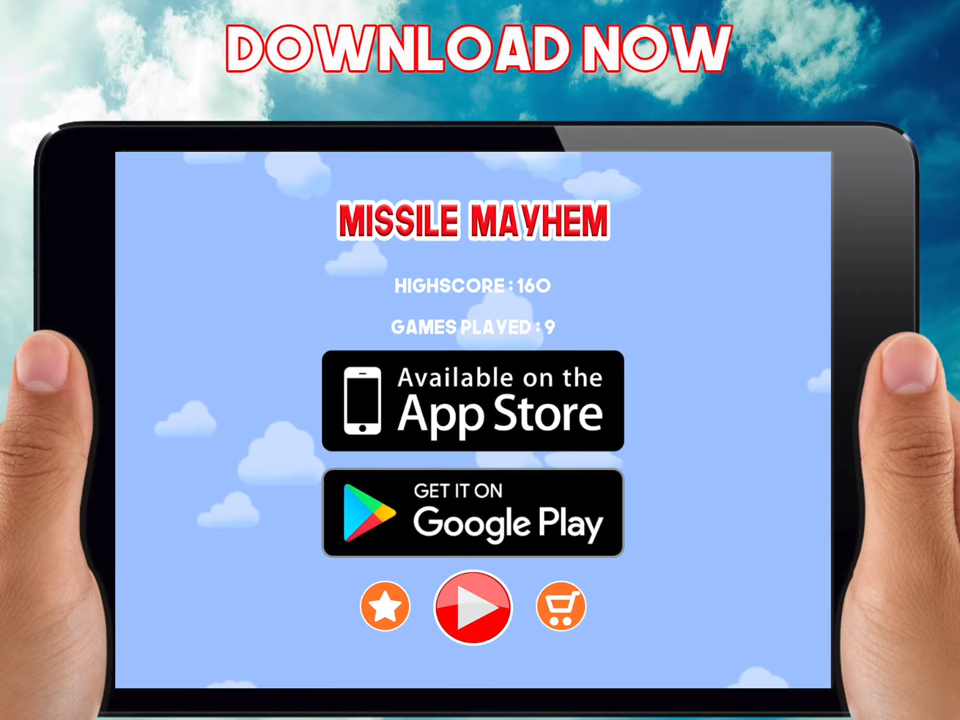 DOWNLOAD NOW
MISSILE MAYHEM
HIGHSCORE : 160
GAMES PLAYED : 9
Available on the
App Store
GET IT ON
Google Play